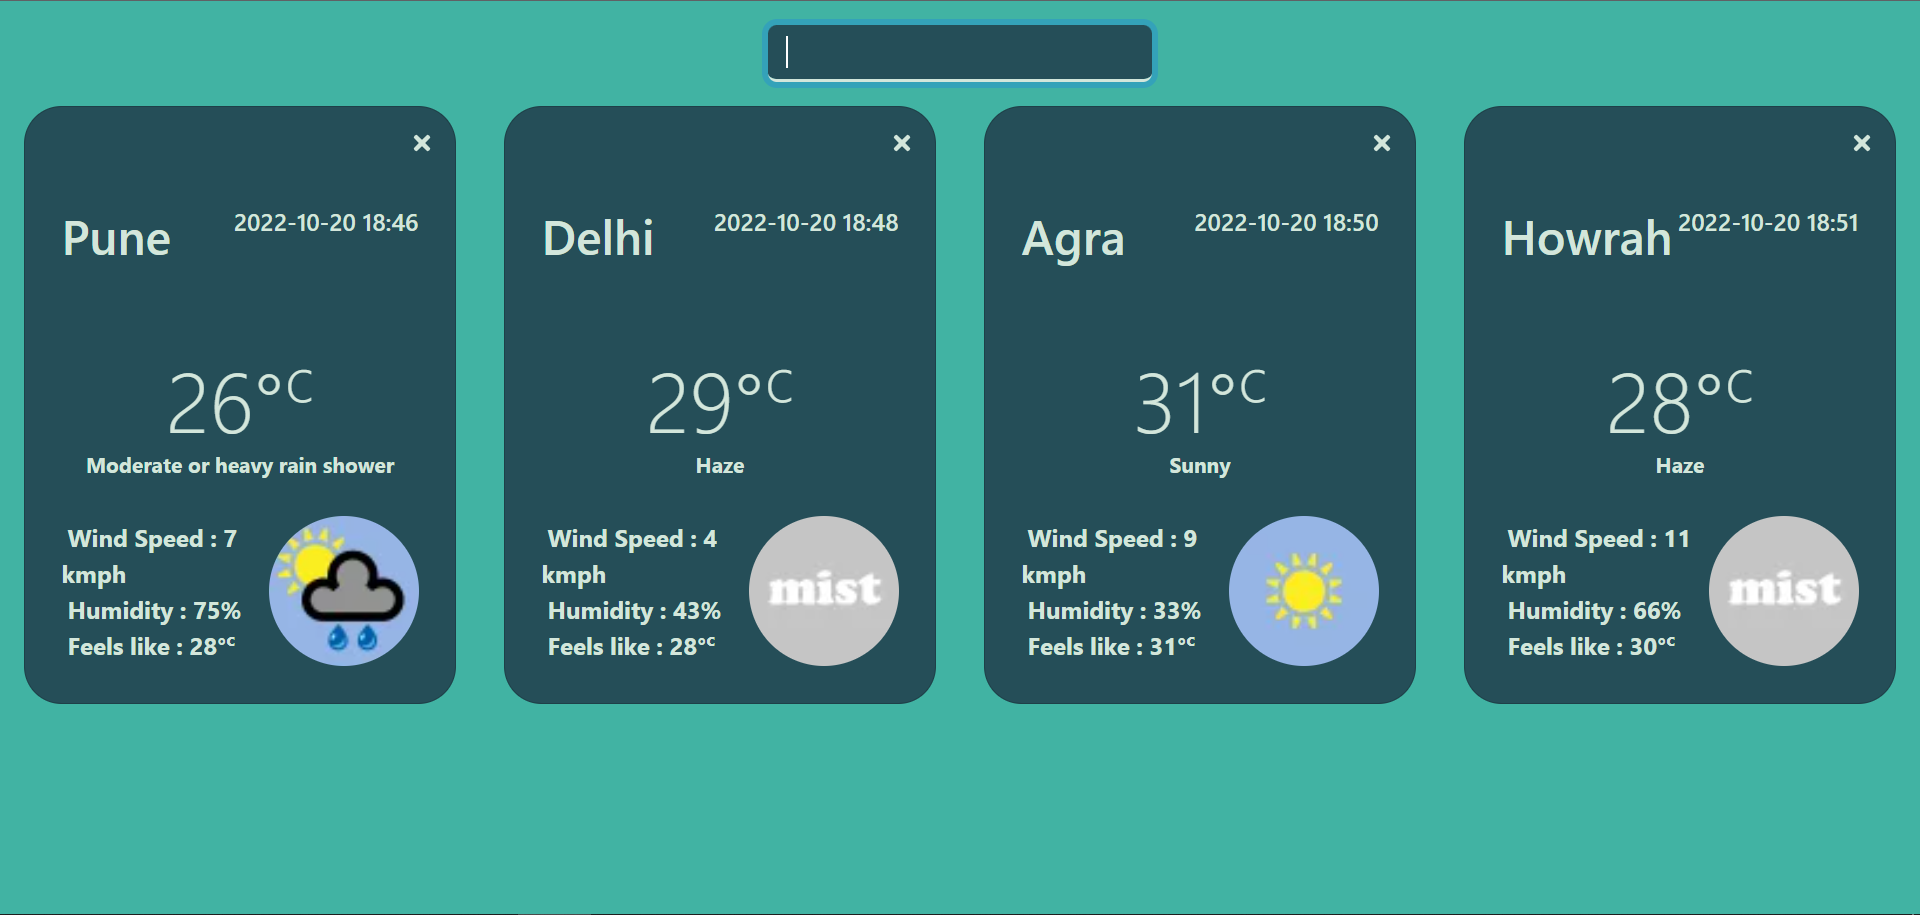 Pune 2022-10-20 18:46
26°C
Moderate or heavy rain shower
Wind Speed : 7
kmph
Humidity : 75%
Feels like : 28°C
Delhi 2022-10-20 18:48
29°C
Haze
Wind Speed : 4
kmph
Humidity : 43%
Feels like : 28°C
mist
Agra 2022-10-20 18:50
31°C
Sunny
Wind Speed : 9
kmph
Humidity : 33%
Feels like : 31°C
Howrah 2022-10-20 18:51
28°C
Haze
Wind Speed : 11
kmph
Humidity : 66%
Feels like : 30°C
mist